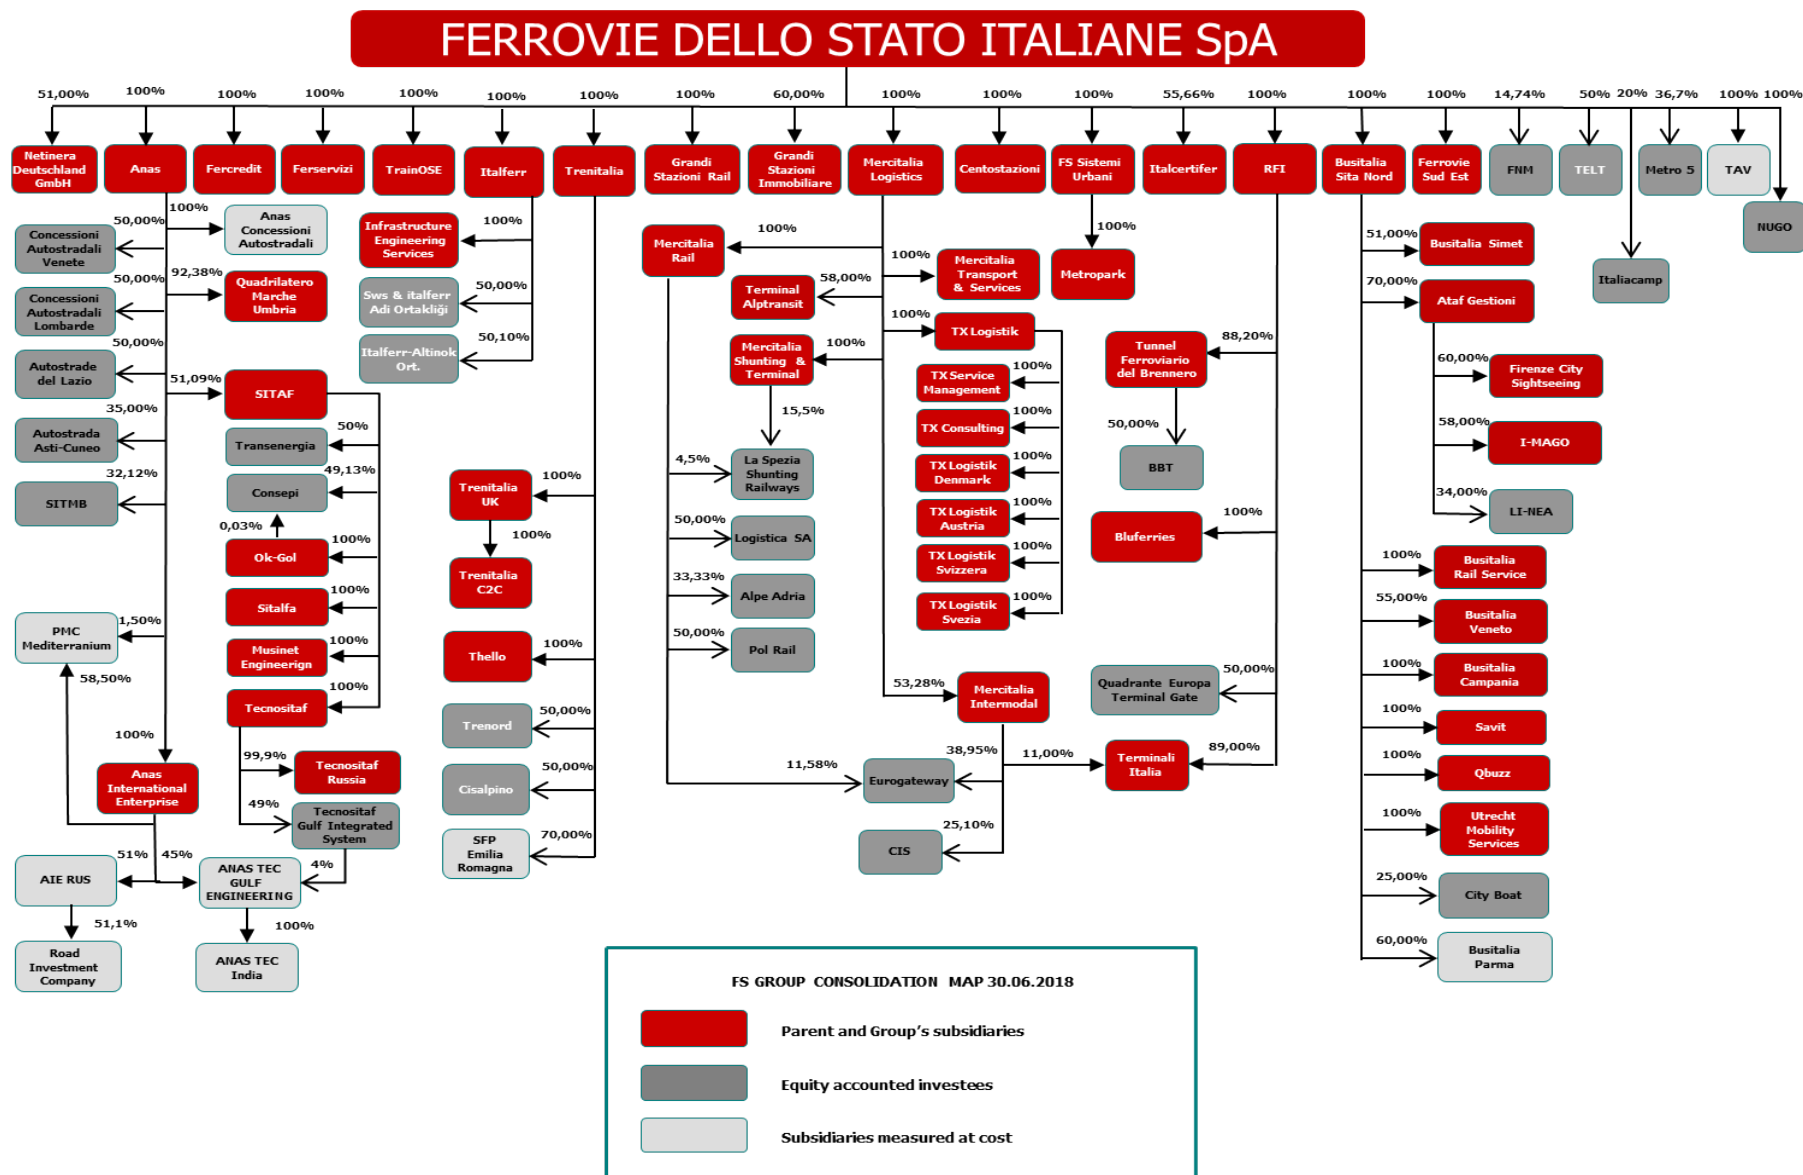 FERROVIE DELLO STATO ITALIANE SpA
51,00%
100%
100%
100%
100%
100%
100%
100%
60,00%
100%
100%
100%
55,66%
100%
100%
100%
14,74%
50%
20%
36,7%
100%
100%
Netinera
Deutschland
GmbH
Anas
Fercredit
Ferservizi
TrainOSE
Italferr
Trenitalia
Grandi
Stazioni Rail
Grandi
Stazioni
Immobiliare
Mercitalia
Logistics
Centostazioni
FS Sistemi
Urbani
Italcertifer
RFI
Busitalia
Sita Nord
Ferrovie
Sud Est
FNM
TELT
Metro 5
TAV
NUGO
Italiacamp
50,00%
Concessioni
Autostradali
Venete
100%
Anas
Concessioni
Autostradali
50,00%
Concessioni
Autostradali
Lombarde
92,38%
Quadrilatero
Marche
Umbria
50,00%
Autostrade
del Lazio
51,09%
SITAF
35,00%
Autostrada
Asti-Cuneo
32,12%
SITMB
50%
Transenergia
49,13%
Consepi
0,03%
100%
Ok-Gol
100%
Sitalfa
100%
Musinet
Engineerign
100%
Tecnositaf
1,50%
PMC
Mediterranium
58,50%
100%
Anas
International
Enterprise
99,9%
Tecnositaf
Russia
49%
Tecnositaf
Gulf Integrated
System
51%
45%
4%
AIE RUS
ANAS TEC
GULF
ENGINEERING
51,1%
100%
Road
Investment
Company
ANAS TEC
India
Infrastructure
Engineering
Services
100%
Sws & italferr
Adi Ortakliği
50,00%
Italferr-Altinok
Ort.
50,10%
Trenitalia
UK
100%
100%
Trenitalia
C2C
Thello
100%
Trenord
50,00%
Cisalpino
50,00%
SFP
Emilia
Romagna
70,00%
Mercitalia
Rail
100%
Terminal
Alptransit
58,00%
100%
Mercitalia
Transport
& Services
Mercitalia
Shunting &
Terminal
100%
100%
TX Logistik
15,5%
TX Service
Management
100%
TX Consulting
100%
TX Logistik
Denmark
100%
TX Logistik
Austria
100%
TX Logistik
Svizzera
100%
TX Logistik
Svezia
100%
4,5%
La Spezia
Shunting
Railways
50,00%
Logistica SA
33,33%
Alpe Adria
50,00%
Pol Rail
53,28%
Mercitalia
Intermodal
11,58%
Eurogateway
38,95%
11,00%
Terminali
Italia
89,00%
CIS
25,10%
100%
Metropark
Tunnel
Ferroviario
del Brennero
88,20%
50,00%
BBT
Bluferries
100%
Quadrante Europa
Terminal Gate
50,00%
51,00%
Busitalia Simet
70,00%
Ataf Gestioni
60,00%
Firenze City
Sightseeing
58,00%
I-MAGO
34,00%
LI-NEA
100%
Busitalia
Rail Service
55,00%
Busitalia
Veneto
100%
Busitalia
Campania
100%
Savit
100%
Qbuzz
100%
Utrecht
Mobility
Services
25,00%
City Boat
60,00%
Busitalia
Parma
FS GROUP CONSOLIDATION MAP 30.06.2018
Parent and Group's subsidiaries
Equity accounted investees
Subsidiaries measured at cost